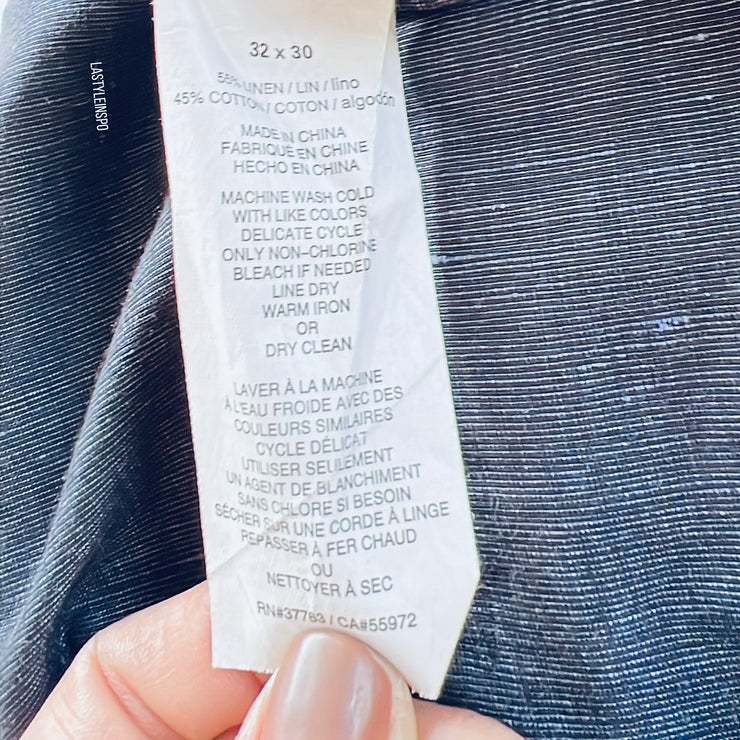 32 x 30
55% LINEN / LIN / lino
45% COTTON / COTON / algodón
MADE IN CHINA
FABRIQUÉ EN CHINE
HECHO EN CHINA
MACHINE WASH COLD
WITH LIKE COLORS
DELICATE CYCLE
ONLY NON-CHLORINE
BLEACH IF NEEDED
LINE DRY
WARM IRON
OR
DRY CLEAN
LAVER À LA MACHINE
À L'EAU FROIDE AVEC DES
COULEURS SIMILAIRES
CYCLE DÉLICAT
UTILISER SEULEMENT
UN AGENT DE BLANCHIMENT
SANS CHLORE SI BESOIN
SÉCHER SUR UNE CORDE À LINGE
REPASSER À FER CHAUD
OU
NETTOYER À SEC
RN#37763 / CA#55972
LASTYLEINSPO